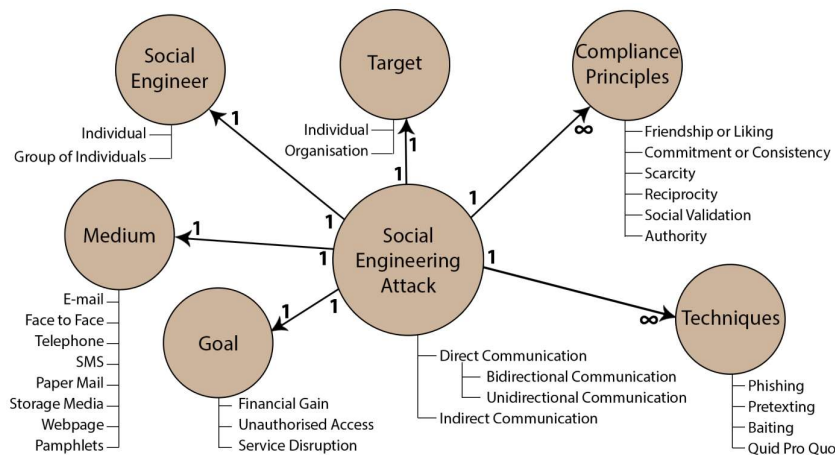 Social
Engineer
1
Individual
Group of Individuals
Target
1
Individual
Organisation
Compliance
Principles
∞
Friendship or Liking
Commitment or Consistency
Scarcity
Reciprocity
Social Validation
Authority
Medium
1
E-mail
Face to Face
Telephone
SMS
Paper Mail
Storage Media
Webpage
Pamphlets
Social
Engineering
Attack
1
1
1
1
1
1
Direct Communication
Bidirectional Communication
Unidirectional Communication
Indirect Communication
Goal
1
Financial Gain
Unauthorised Access
Service Disruption
Techniques
∞
Phishing
Pretexting
Baiting
Quid Pro Quo